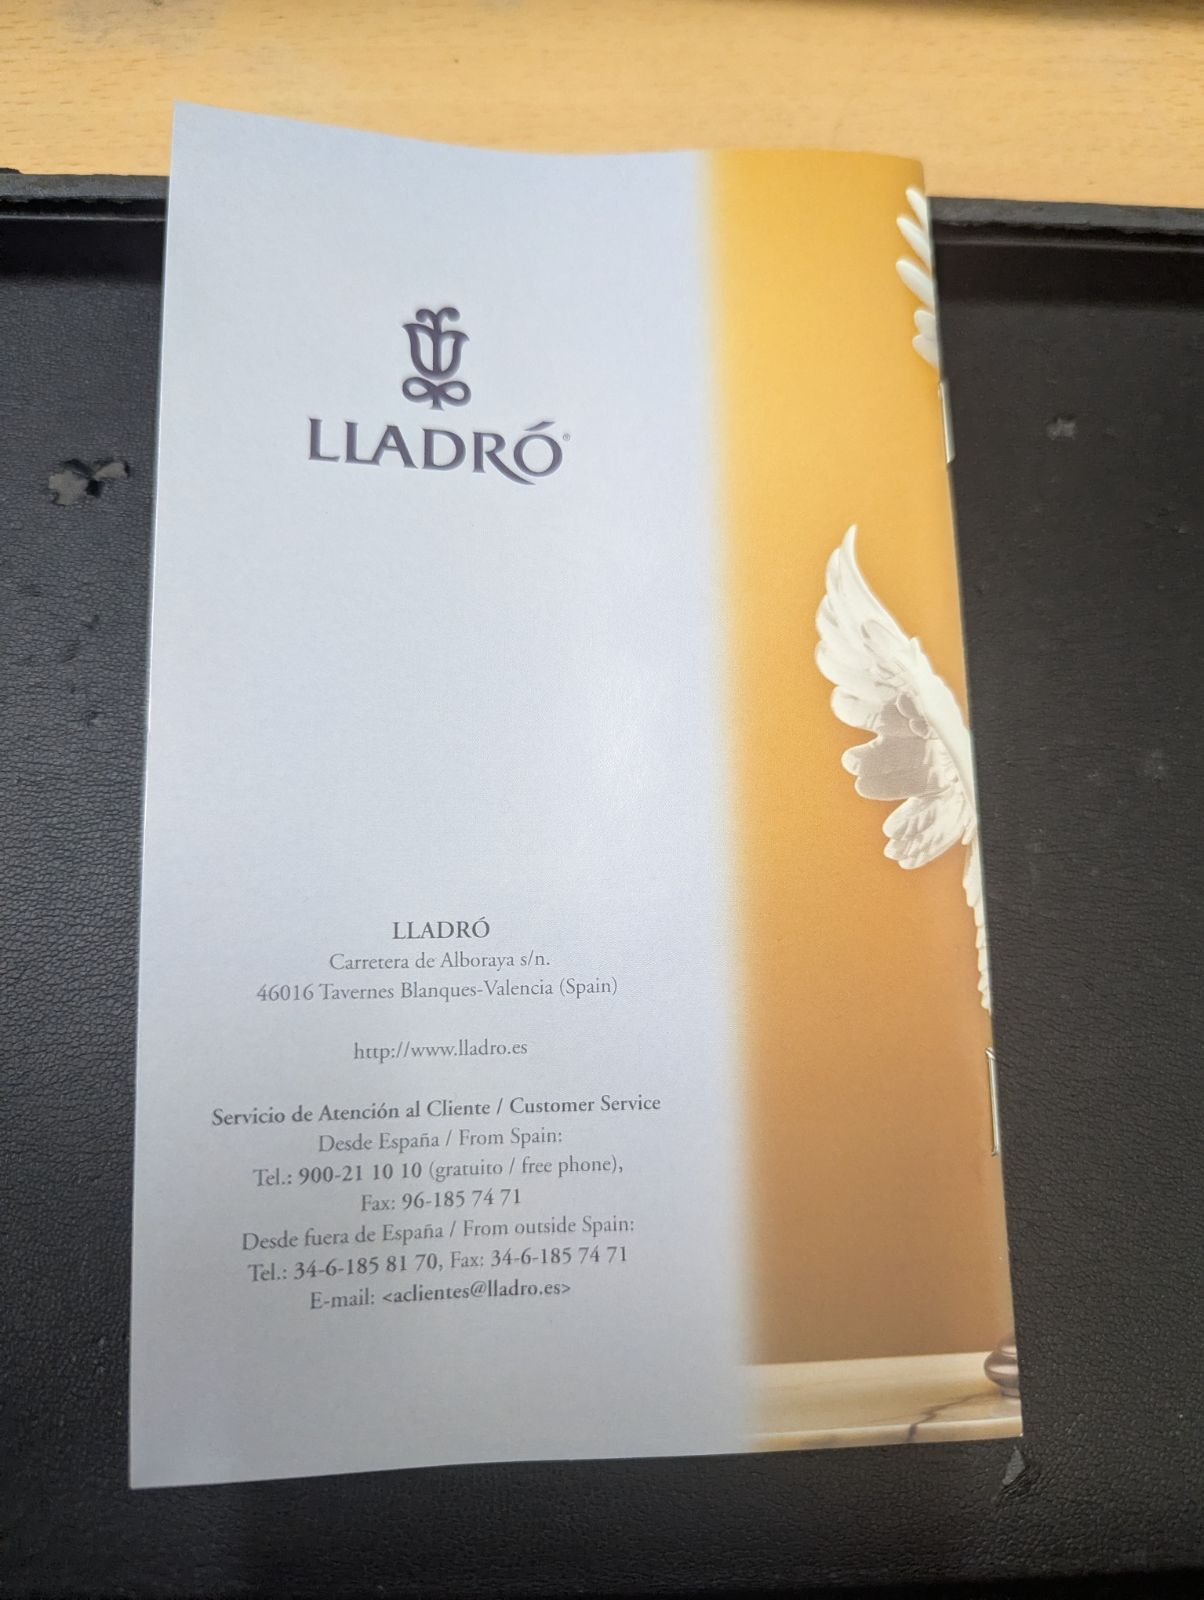 LLADRÓ®
LLADRÓ
Carretera de Alboraya s/n.
46016 Tavernes Blanques-Valencia (Spain)
http://www.lladro.es
Servicio de Atención al Cliente / Customer Service
Desde España / From Spain:
Tel.: 900-21 10 10 (gratuito / free phone),
Fax: 96-185 74 71
Desde fuera de España / From outside Spain:
Tel.: 34-6-185 81 70, Fax: 34-6-185 74 71
E-mail: <aclientes@lladro.es>